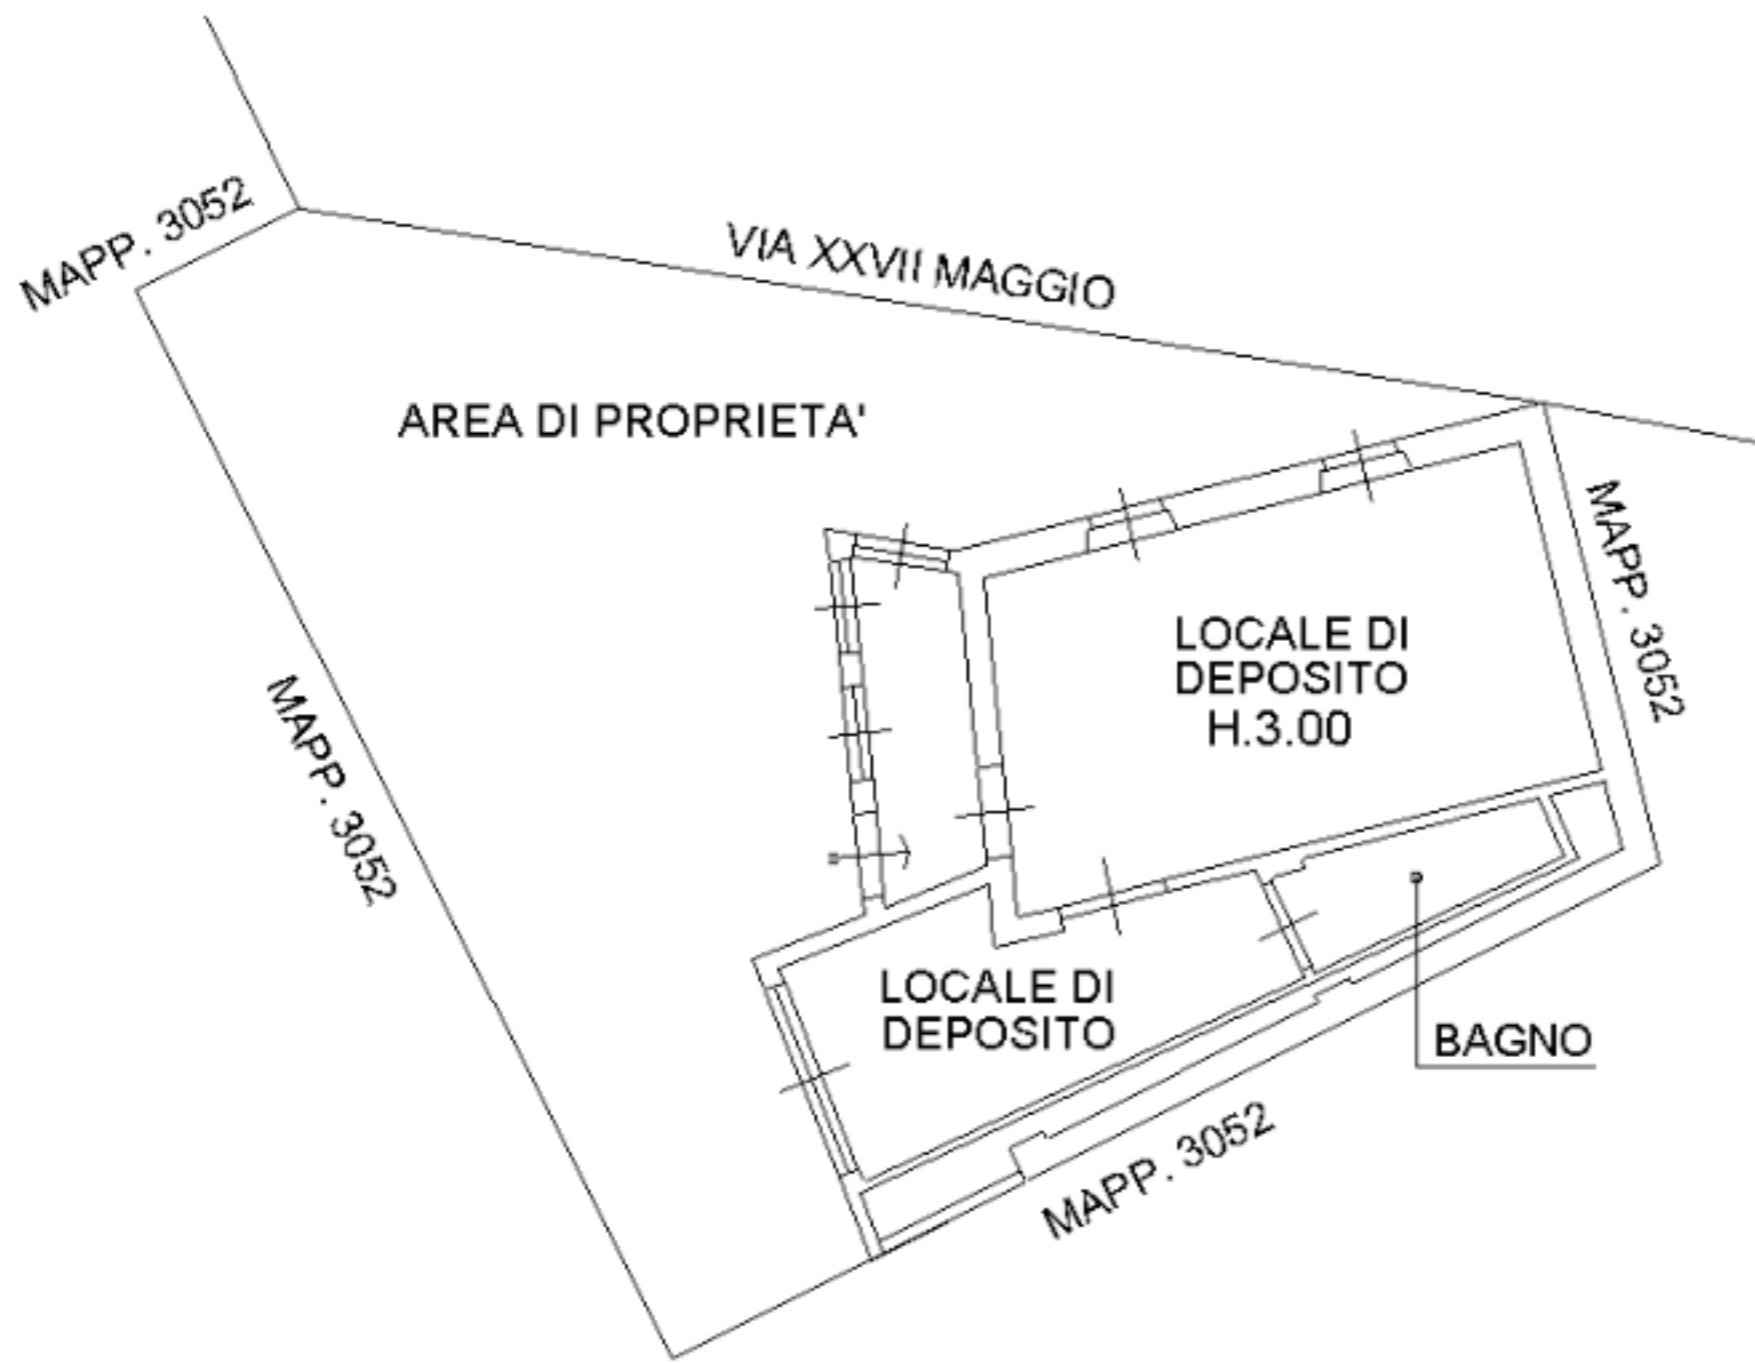 MAPP. 3052
VIA XXVII MAGGIO
AREA DI PROPRIETA'
MAPP. 3052
LOCALE DI
DEPOSITO
H.3.00
MAPP. 3052
LOCALE DI
DEPOSITO
BAGNO
MAPP. 3052